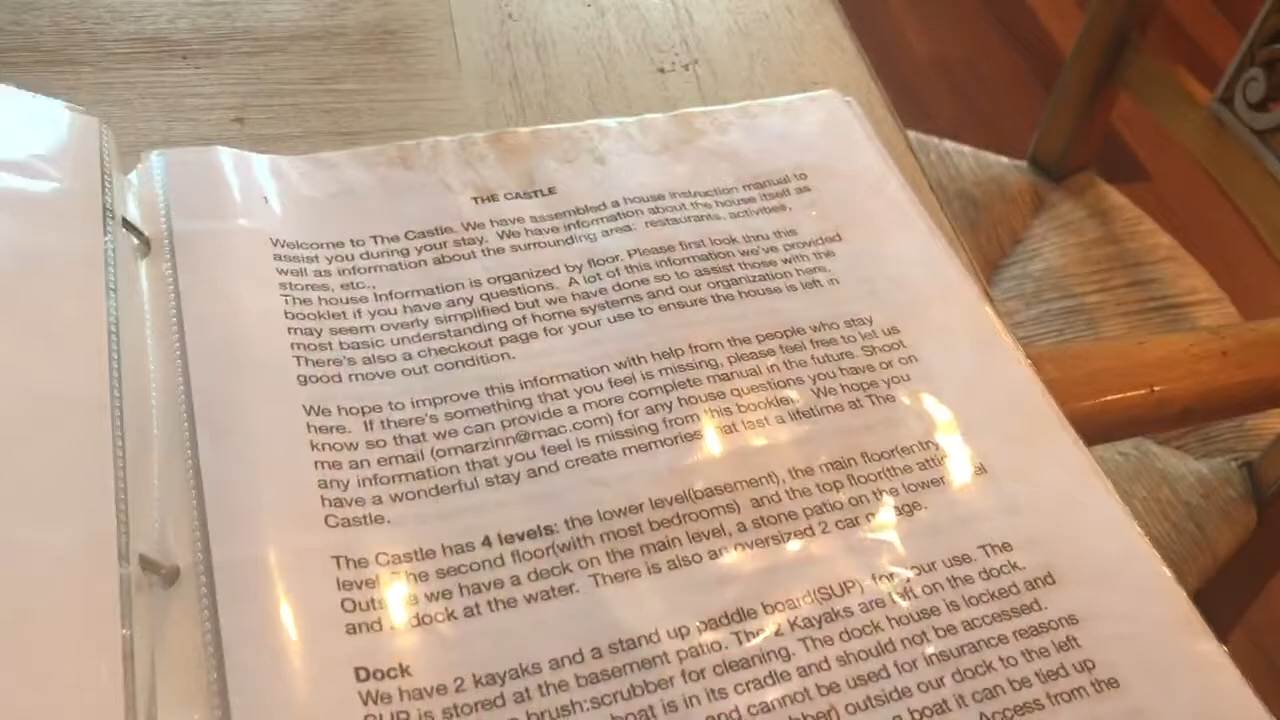 THE CASTLE
Welcome to The Castle. We have assembled a house instruction manual to
assist you during your stay. We have information about the house itself as
well as information about the surrounding area: restaurants, activities,
stores, etc..
The house Information is organized by floor. Please first look thru this
booklet if you have any questions. A lot of this information we've provided
may seem overly simplified but we have done so to assist those with the
most basic understanding of home systems and our organization here.
There's also a checkout page for your use to ensure the house is left in
good move out condition.
We hope to improve this information with help from the people who stay
here. If there's something that you feel is missing, please feel free to let us
know so that we can provide a more complete manual in the future. Shoot
me an email (omarzinn@mac.com) for any house questions you have or on
any information that you feel is missing from this booklet. We hope you
have a wonderful stay and create memories that last a lifetime at The
Castle.
The Castle has 4 levels: the lower level(basement), the main floor(entry
level the second floor(with most bedrooms) and the top floor(the attic
we have a deck on the main level, a stone patio on the lower level
and dock at the water. There is also an oversized 2 car garage.
Dock
We have 2 kayaks and a stand up paddle board(SUP) for your use. The
SUP is stored at the basement patio. The 2 Kayaks are left on the dock.
brush:scrubber for cleaning. The dock house is locked and
boat is in its cradle and should not be accessed.
and cannot be used for insurance reasons
outside our dock to the left
a boat it can be tied up
Access from the